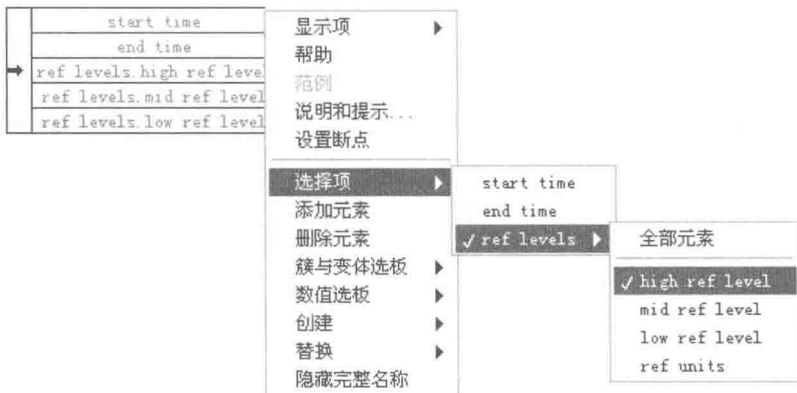 start time
end time
ref levels.high ref leve
ref levels.mid ref level
ref levels.low ref level
显示项
帮助
范例
说明和提示...
设置断点
选择项
添加元素
删除元素
簇与变体选板
数值选板
创建
替换
隐藏完整名称
start time
end time
ref levels
全部元素
high ref level
mid ref level
low ref level
ref units